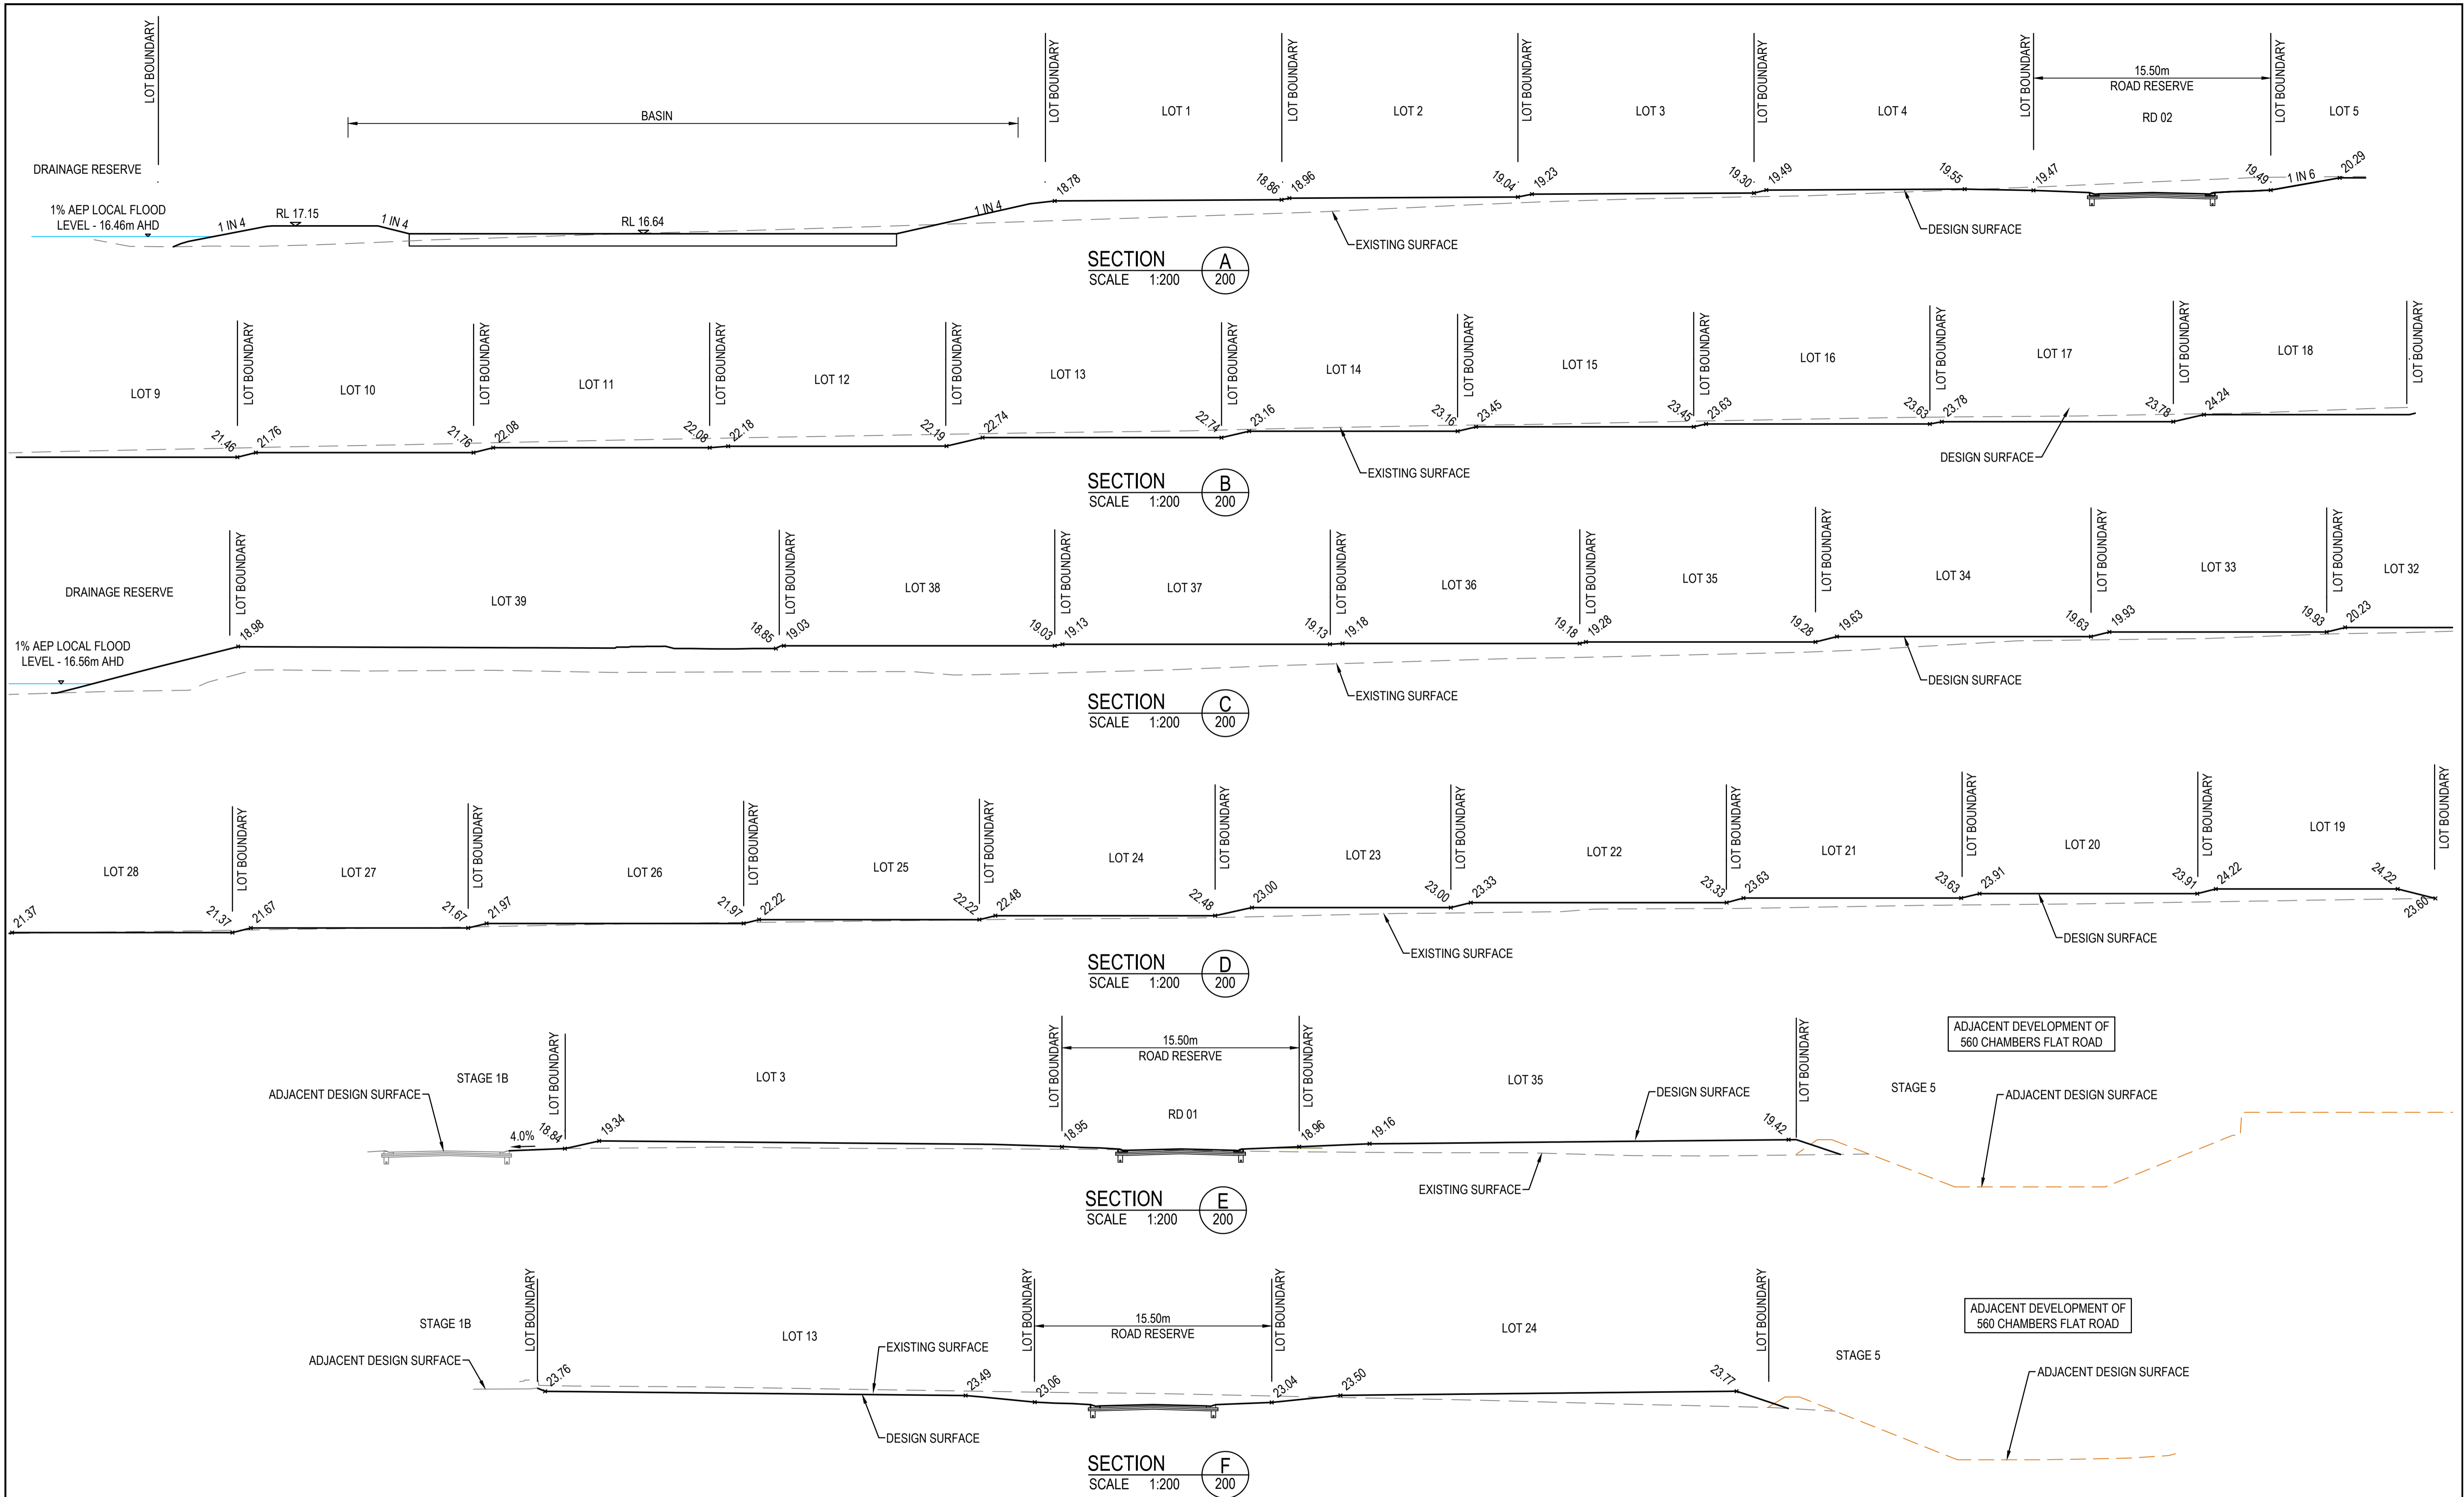 LOT BOUNDARY
LOT BOUNDARY
LOT BOUNDARY
LOT BOUNDARY
LOT BOUNDARY
LOT BOUNDARY
LOT BOUNDARY
15.50m
ROAD RESERVE
BASIN
LOT 1
LOT 2
LOT 3
LOT 4
RD 02
LOT 5
DRAINAGE RESERVE
1% AEP LOCAL FLOOD
LEVEL - 16.46m AHD
1 IN 4
RL 17.15
1 IN 4
RL 16.64
1 IN 4
18.78
18.86
18.96
19.04
19.23
19.30
19.49
19.55
19.47
19.49
1 IN 6
20.29
EXISTING SURFACE
DESIGN SURFACE
SECTION
SCALE 1:200
A
200
LOT BOUNDARY
LOT BOUNDARY
LOT BOUNDARY
LOT BOUNDARY
LOT BOUNDARY
LOT BOUNDARY
LOT BOUNDARY
LOT BOUNDARY
LOT BOUNDARY
LOT BOUNDARY
LOT 9
LOT 10
LOT 11
LOT 12
LOT 13
LOT 14
LOT 15
LOT 16
LOT 17
LOT 18
21.46
21.76
21.76
22.08
22.08
22.18
22.19
22.74
22.74
23.16
23.16
23.45
23.45
23.63
23.63
23.78
23.78
24.24
EXISTING SURFACE
DESIGN SURFACE
SECTION
SCALE 1:200
B
200
LOT BOUNDARY
LOT BOUNDARY
LOT BOUNDARY
LOT BOUNDARY
LOT BOUNDARY
LOT BOUNDARY
LOT BOUNDARY
LOT BOUNDARY
DRAINAGE RESERVE
LOT 39
LOT 38
LOT 37
LOT 36
LOT 35
LOT 34
LOT 33
LOT 32
1% AEP LOCAL FLOOD
LEVEL - 16.56m AHD
18.98
18.85
19.03
19.03
19.13
19.13
19.18
19.18
19.28
19.28
19.63
19.63
19.93
19.93
20.23
EXISTING SURFACE
DESIGN SURFACE
SECTION
SCALE 1:200
C
200
LOT BOUNDARY
LOT BOUNDARY
LOT BOUNDARY
LOT BOUNDARY
LOT BOUNDARY
LOT BOUNDARY
LOT BOUNDARY
LOT BOUNDARY
LOT BOUNDARY
LOT BOUNDARY
LOT 28
LOT 27
LOT 26
LOT 25
LOT 24
LOT 23
LOT 22
LOT 21
LOT 20
LOT 19
21.37
21.37
21.67
21.67
21.97
21.97
22.22
22.22
22.48
22.48
23.00
23.00
23.33
23.33
23.63
23.63
23.91
23.91
24.22
24.22
23.60
EXISTING SURFACE
DESIGN SURFACE
SECTION
SCALE 1:200
D
200
LOT BOUNDARY
LOT BOUNDARY
LOT BOUNDARY
LOT BOUNDARY
15.50m
ROAD RESERVE
ADJACENT DEVELOPMENT OF
560 CHAMBERS FLAT ROAD
STAGE 1B
LOT 3
RD 01
LOT 35
STAGE 5
ADJACENT DESIGN SURFACE
DESIGN SURFACE
ADJACENT DESIGN SURFACE
4.0%
18.84
19.34
18.95
18.96
19.16
19.42
EXISTING SURFACE
SECTION
SCALE 1:200
E
200
LOT BOUNDARY
LOT BOUNDARY
LOT BOUNDARY
LOT BOUNDARY
15.50m
ROAD RESERVE
ADJACENT DEVELOPMENT OF
560 CHAMBERS FLAT ROAD
STAGE 1B
LOT 13
LOT 24
STAGE 5
ADJACENT DESIGN SURFACE
EXISTING SURFACE
ADJACENT DESIGN SURFACE
23.76
23.49
23.06
23.04
23.50
23.77
DESIGN SURFACE
SECTION
SCALE 1:200
F
200